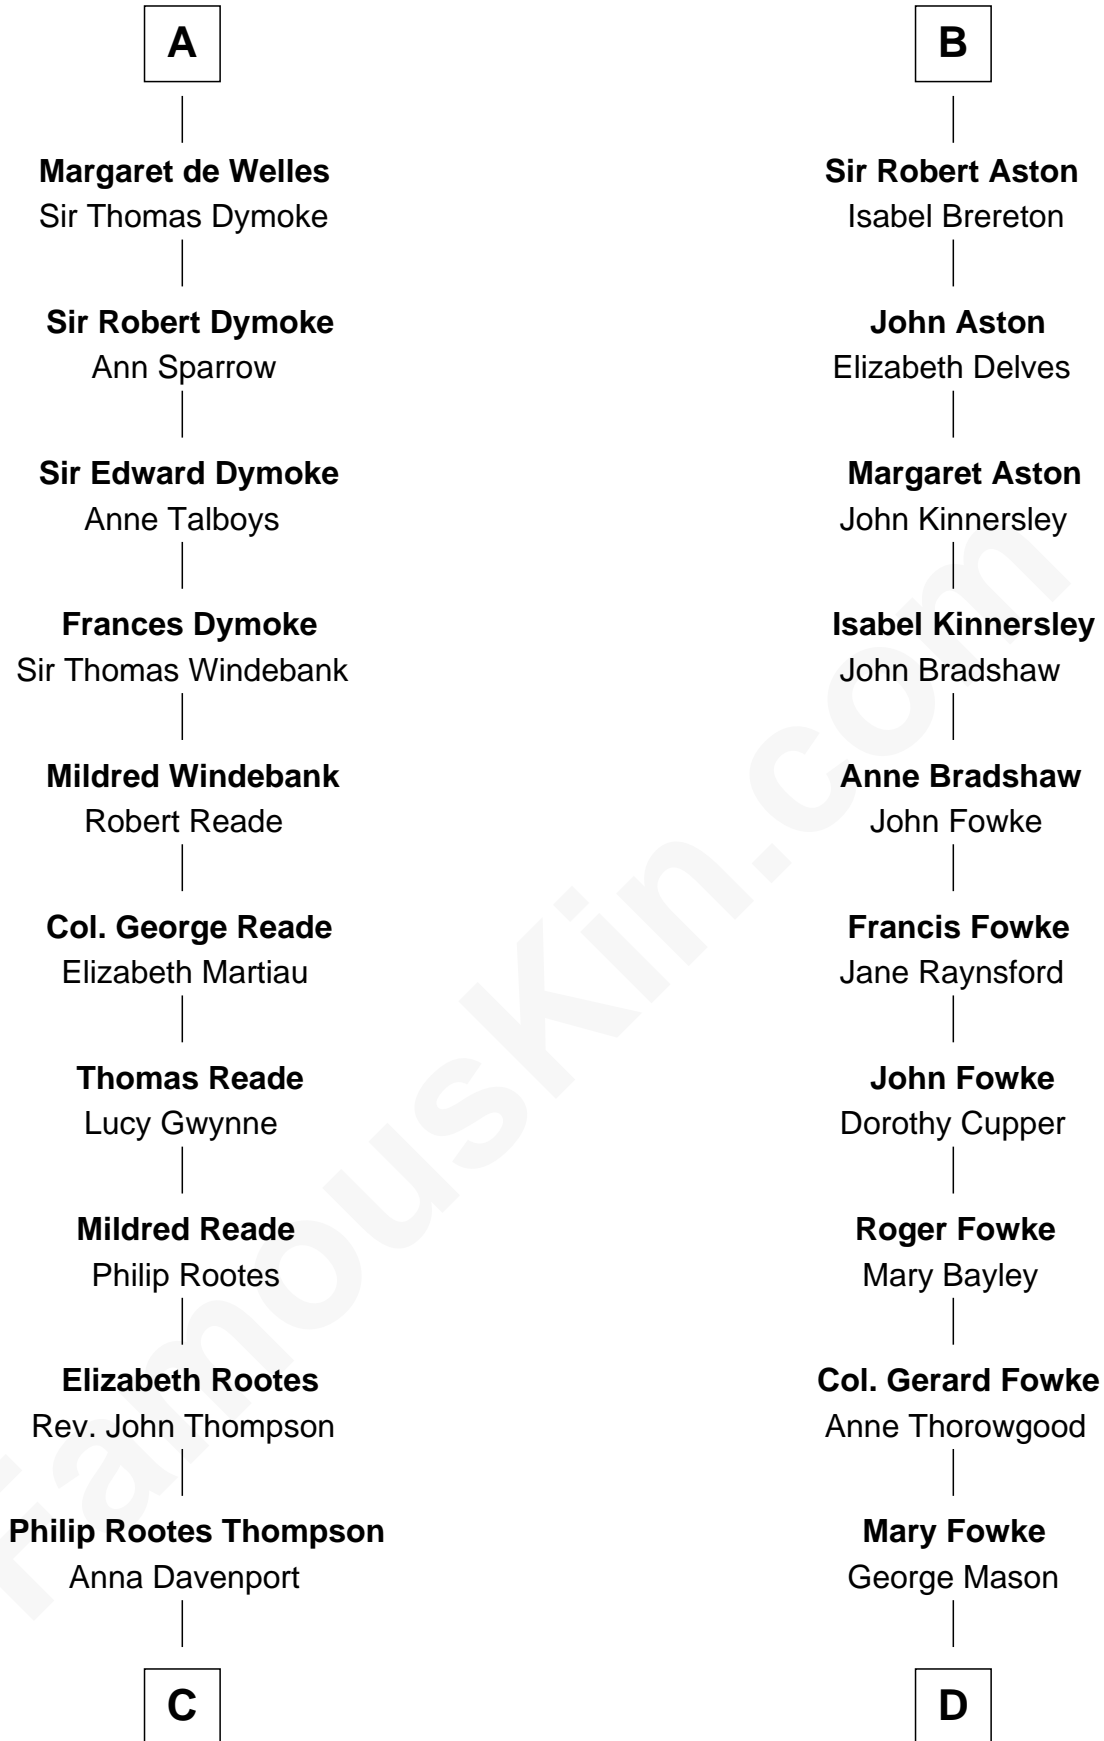 A
Margaret de Welles
Sir Thomas Dymoke
Sir Robert Dymoke
Ann Sparrow
Sir Edward Dymoke
Anne Talboys
Frances Dymoke
Sir Thomas Windebank
Mildred Windebank
Robert Reade
Col. George Reade
Elizabeth Martiau
Thomas Reade
Lucy Gwynne
Mildred Reade
Philip Rootes
Elizabeth Rootes
Rev. John Thompson
Philip Rootes Thompson
Anna Davenport
C
B
Sir Robert Aston
Isabel Brereton
John Aston
Elizabeth Delves
Margaret Aston
John Kinnersley
Isabel Kinnersley
John Bradshaw
Anne Bradshaw
John Fowke
Francis Fowke
Jane Raynsford
John Fowke
Dorothy Cupper
Roger Fowke
Mary Bayley
Col. Gerard Fowke
Anne Thorowgood
Mary Fowke
George Mason
D
FamousKin.com